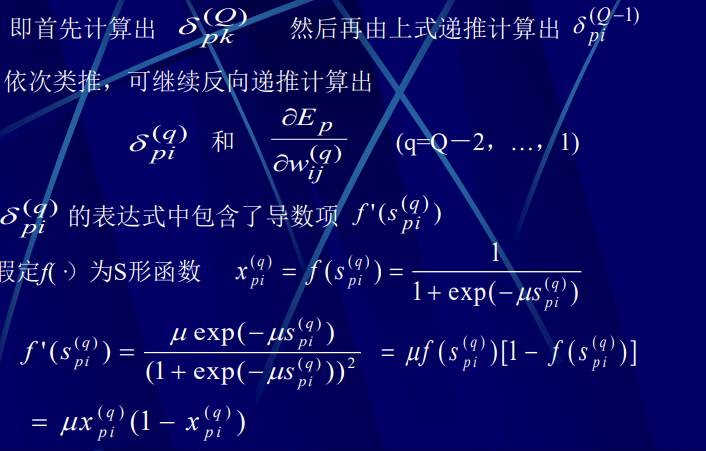 即首先计算出 δ_{pk}^{(Q)} 然后再由上式递推计算出 δ_{pi}^{(Q-1)}
依次类推，可继续反向递推计算出
δ_{pi}^{(q)} 和 ∂E_p/∂w_{ij}^{(q)} (q=Q－2，…，1)
δ_{pi}^{(q)} 的表达式中包含了导数项 f'(s_{pi}^{(q)})
假定f(·）为S形函数 x_{pi}^{(q)} = f(s_{pi}^{(q)}) = 1/(1+exp(-μs_{pi}^{(q)}))
f'(s_{pi}^{(q)}) = μexp(-μs_{pi}^{(q)})/(1+exp(-μs_{pi}^{(q)}))^2 = μf(s_{pi}^{(q)})[1-f(s_{pi}^{(q)})]
= μx_{pi}^{(q)}(1-x_{pi}^{(q)})